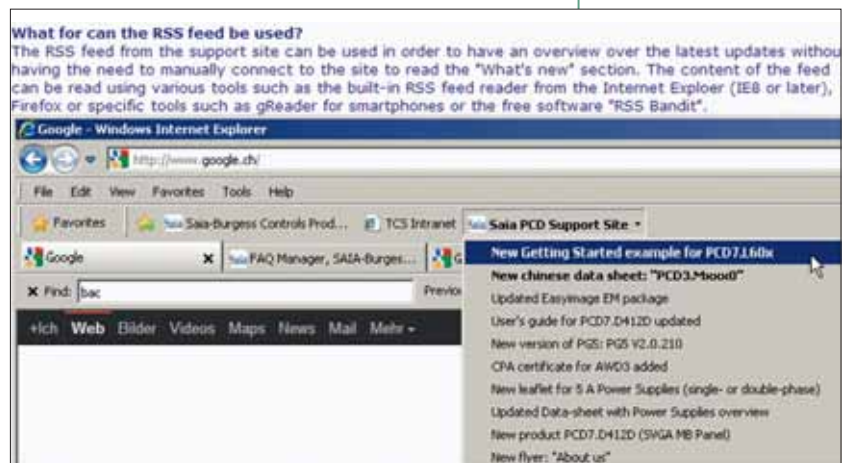 What for can the RSS feed be used?
The RSS feed from the support site can be used in order to have an overview over the latest updates withou
having the need to manually connect to the site to read the "What's new" section. The content of the feed
can be read using various tools such as the built-in RSS feed reader from the Internet Exploer (IE8 or later),
Firefox or specific tools such as gReader for smartphones or the free software "RSS Bandit".
Google - Windows Internet Explorer
http://www.google.ch/
File Edit View Favorites Tools Help
Favorites Saia-Burgess Controls Prod... TCS Intranet Saia PCD Support Site
Google X FAQ Manager, SAIA-Burges... G
X Find: bac Previo
+Ich Web Bilder Videos Maps News Mail Mehr
New Getting Started example for PCD7.L60x
New chinese data sheet: "PCD3.Mxxx0"
Updated Easyimage EM package
User's guide for PCD7.D412D updated
New version of PG5: PG5 V2.0.210
CPA certificate for AWD3 added
New leaflet for 5 A Power Supplies (single- or double-phase)
Updated Data-sheet with Power Supplies overview
New product PCD7.D412D (SVGA MB Panel)
New flyer: "About us"